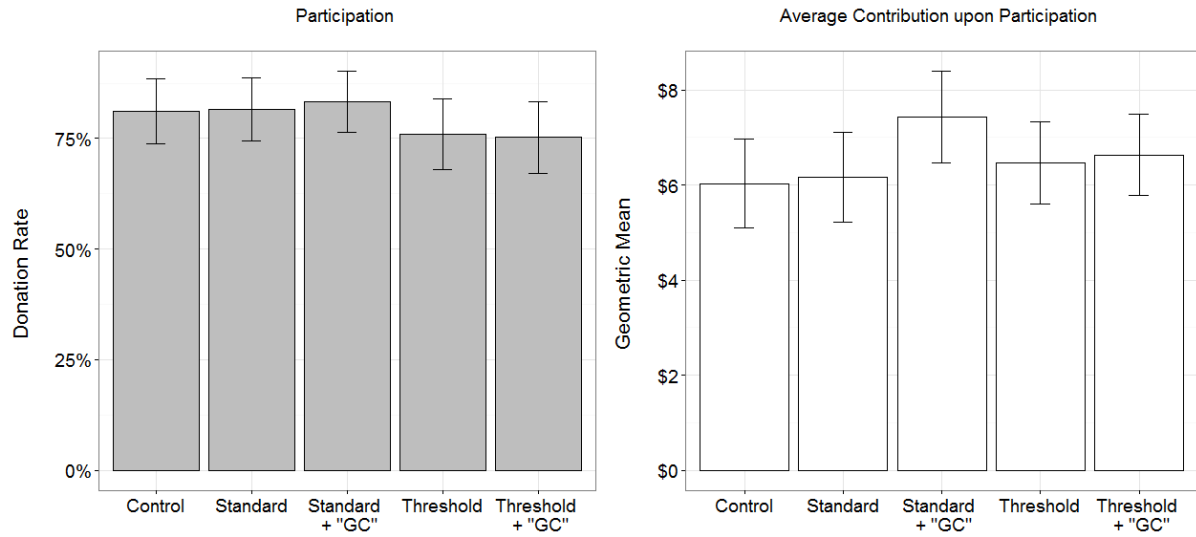 Participation
Donation Rate
75%
50%
25%
0%
Control
Standard
Standard
+ "GC"
Threshold
Threshold
+ "GC"
Average Contribution upon Participation
Geometric Mean
$8
$6
$4
$2
$0
Control
Standard
Standard
+ "GC"
Threshold
Threshold
+ "GC"